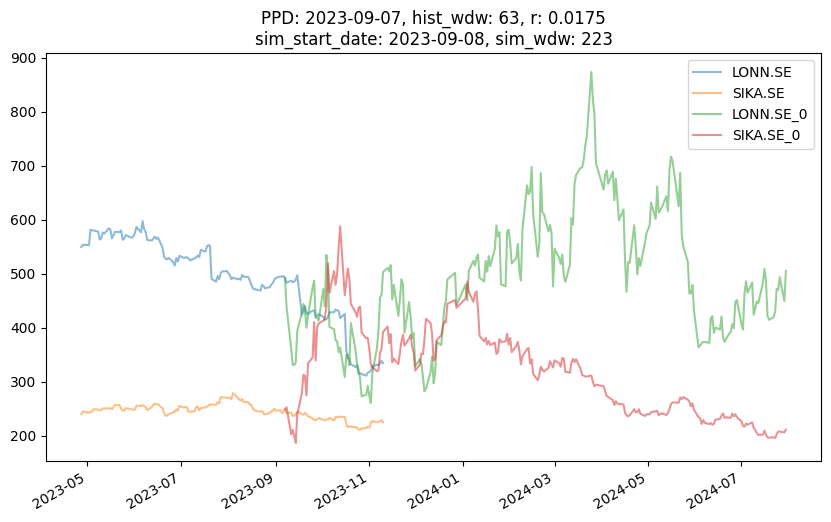 PPD: 2023-09-07, hist_wdw: 63, r: 0.0175
sim_start_date: 2023-09-08, sim_wdw: 223
900
800
700
600
500
400
300
200
LONN.SE
SIKA.SE
LONN.SE_0
SIKA.SE_0
2023-05
2023-07
2023-09
2023-11
2024-01
2024-03
2024-05
2024-07